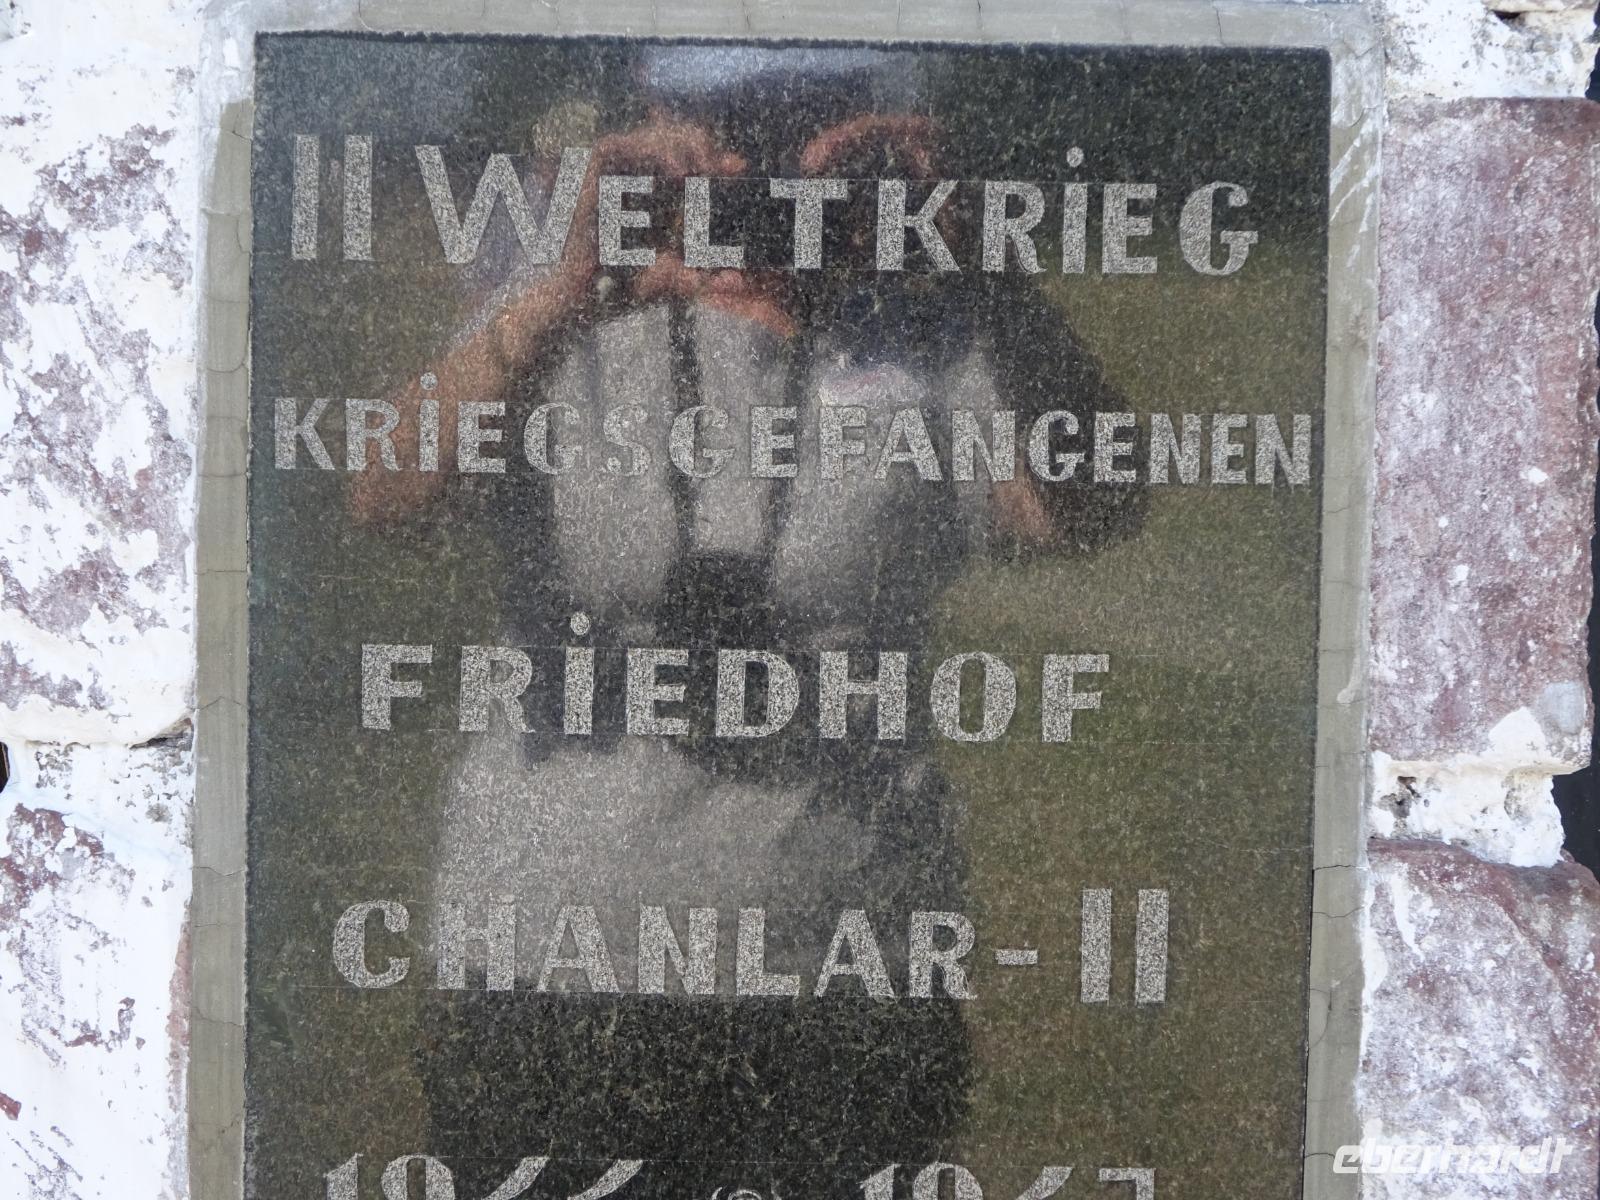 II WELTKRIEG
KRIEGSGEFANGENEN
FRIEDHOF
CHANLAR-II
eberhardt